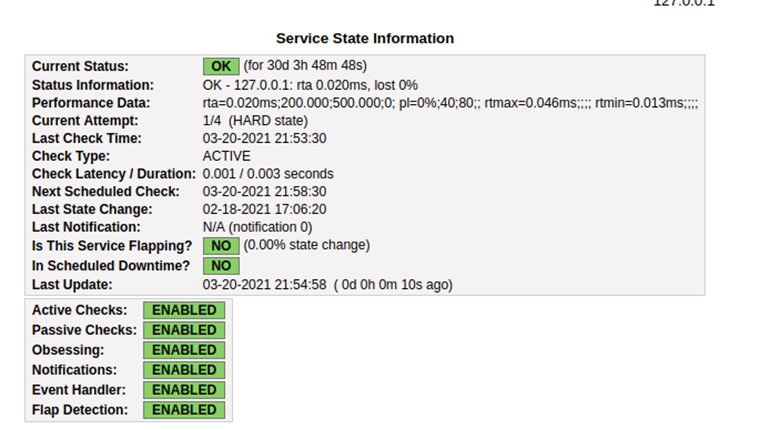 127.0.0.1
Service State Information
Current Status: OK (for 30d 3h 48m 48s)
Status Information: OK - 127.0.0.1: rta 0.020ms, lost 0%
Performance Data: rta=0.020ms;200.000;500.000;0; pl=0%;40;80;; rtmax=0.046ms;;;; rtmin=0.013ms;;;;
Current Attempt: 1/4 (HARD state)
Last Check Time: 03-20-2021 21:53:30
Check Type: ACTIVE
Check Latency / Duration: 0.001 / 0.003 seconds
Next Scheduled Check: 03-20-2021 21:58:30
Last State Change: 02-18-2021 17:06:20
Last Notification: N/A (notification 0)
Is This Service Flapping? NO (0.00% state change)
In Scheduled Downtime? NO
Last Update: 03-20-2021 21:54:58 ( 0d 0h 0m 10s ago)
Active Checks: ENABLED
Passive Checks: ENABLED
Obsessing: ENABLED
Notifications: ENABLED
Event Handler: ENABLED
Flap Detection: ENABLED